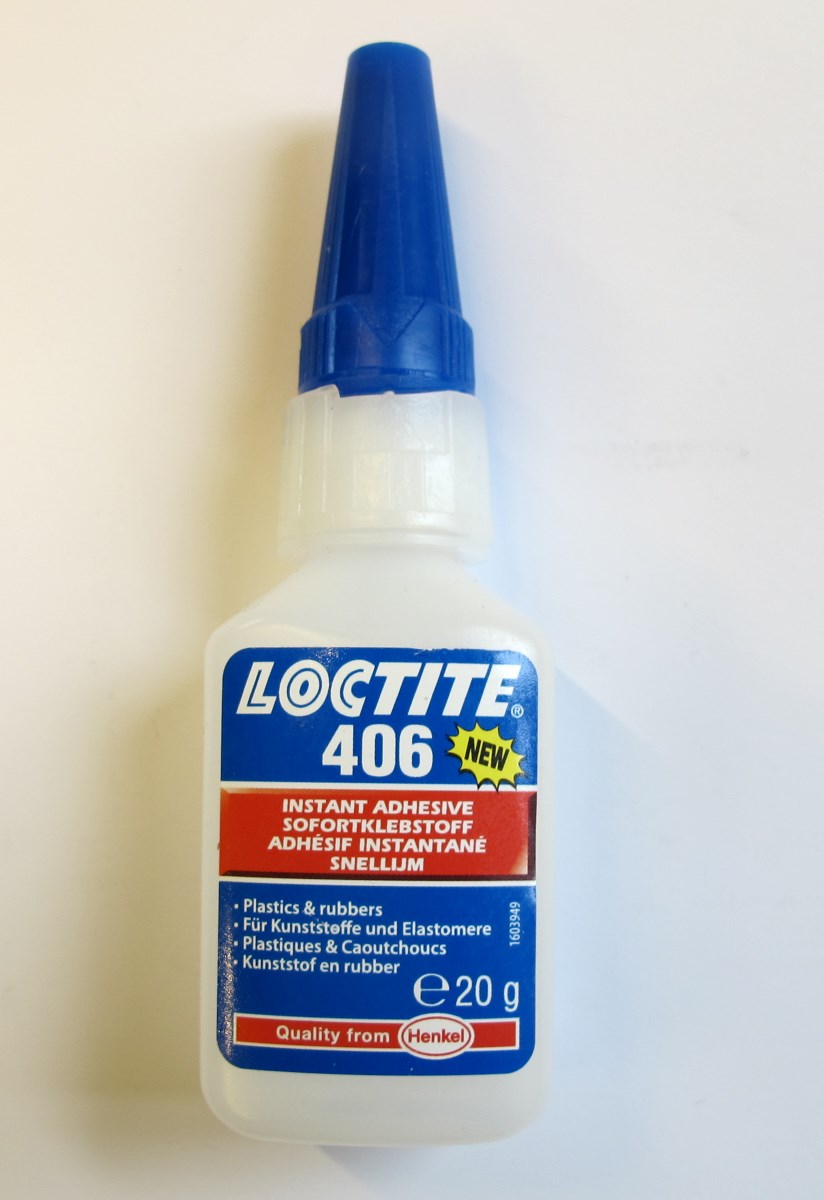 LOCTITE®
406
NEW
INSTANT ADHESIVE
SOFORTKLEBSTOFF
ADHÉSIF INSTANTANÉ
SNELLIJM
• Plastics & rubbers
• Für Kunststoffe und Elastomere
• Plastiques & Caoutchoucs
• Kunststof en rubber
1603949
℮ 20 g
Quality from Henkel